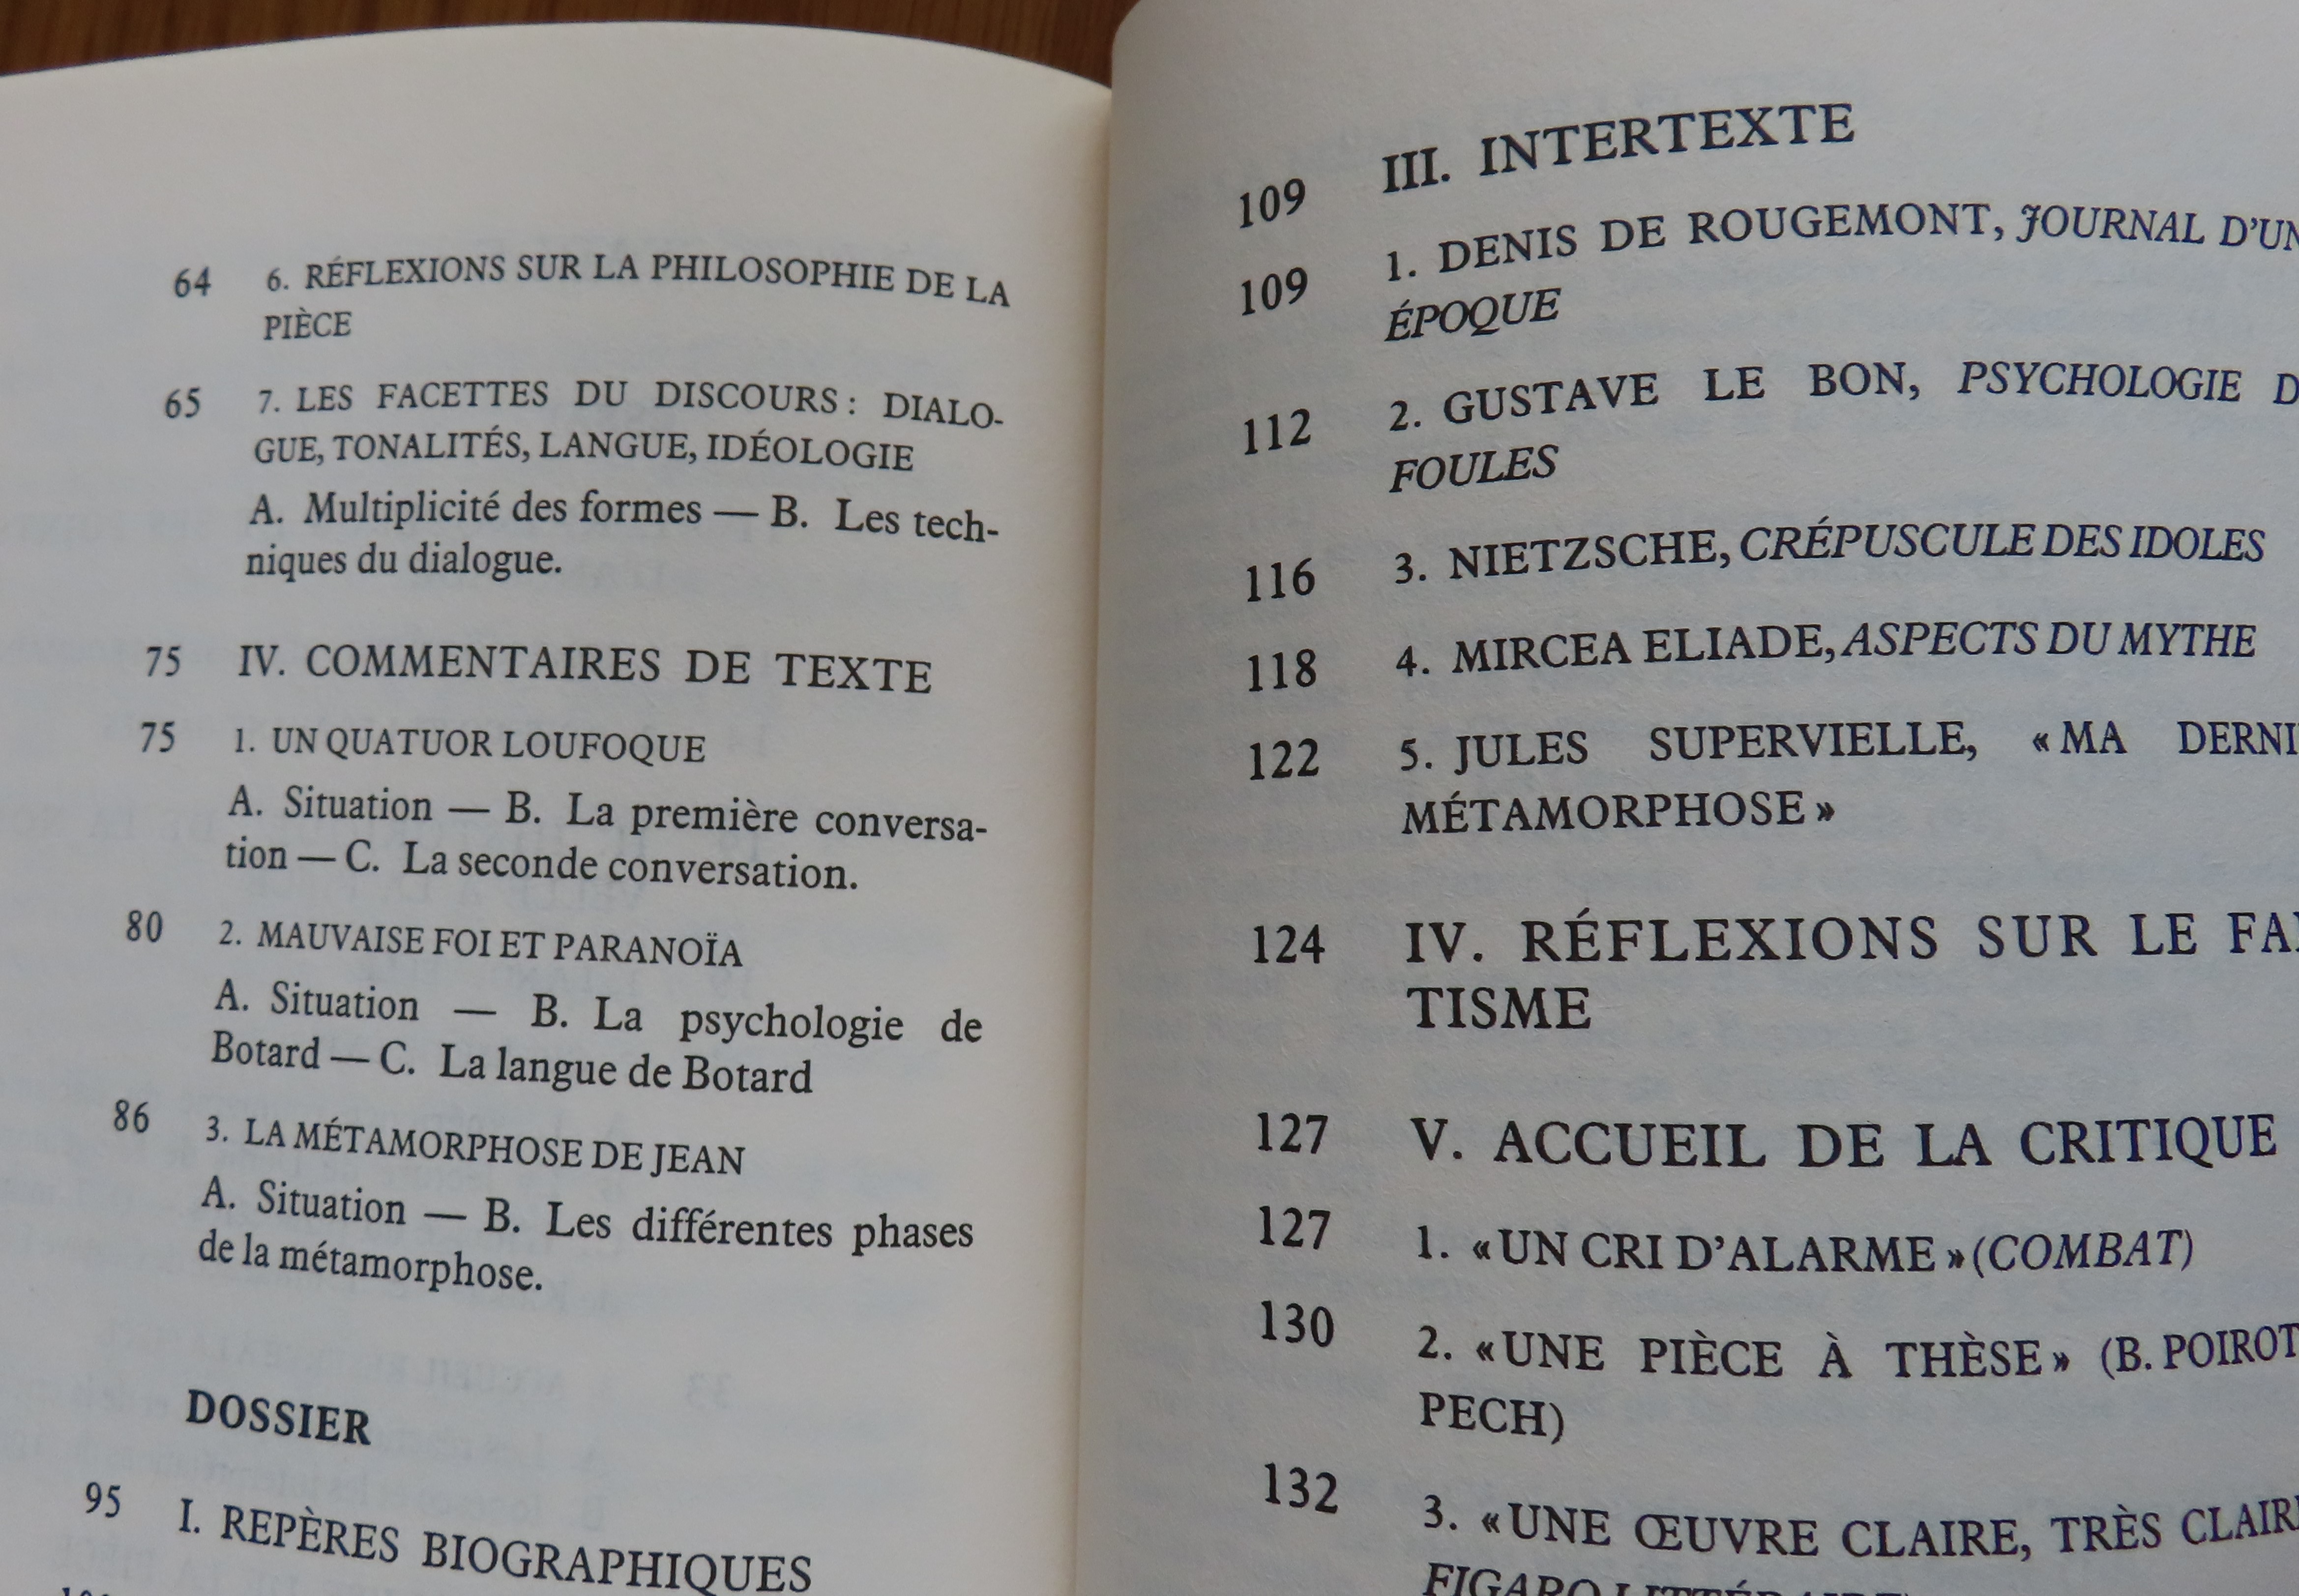 64 6. RÉFLEXIONS SUR LA PHILOSOPHIE DE LA
PIÈCE
65 7. LES FACETTES DU DISCOURS : DIALO-
GUE, TONALITÉS, LANGUE, IDÉOLOGIE
A. Multiplicité des formes — B. Les tech-
niques du dialogue.
75 IV. COMMENTAIRES DE TEXTE
75 1. UN QUATUOR LOUFOQUE
A. Situation — B. La première conversa-
tion — C. La seconde conversation.
80 2. MAUVAISE FOI ET PARANOÏA
A. Situation — B. La psychologie de
Botard — C. La langue de Botard
86 3. LA MÉTAMORPHOSE DE JEAN
A. Situation — B. Les différentes phases
de la métamorphose.
DOSSIER
95 I. REPÈRES BIOGRAPHIQUES
109 III. INTERTEXTE
109 1. DENIS DE ROUGEMONT, JOURNAL D'UN
ÉPOQUE
112 2. GUSTAVE LE BON, PSYCHOLOGIE D
FOULES
116 3. NIETZSCHE, CRÉPUSCULE DES IDOLES
118 4. MIRCEA ELIADE, ASPECTS DU MYTHE
122 5. JULES SUPERVIELLE, « MA DERNI
MÉTAMORPHOSE »
124 IV. RÉFLEXIONS SUR LE FA
TISME
127 V. ACCUEIL DE LA CRITIQUE
127 1. « UN CRI D'ALARME » (COMBAT)
130 2. « UNE PIÈCE À THÈSE » (B. POIROT
PECH)
132 3. « UNE ŒUVRE CLAIRE, TRÈS CLAIR
FIGARO LITTÉRAIRE)